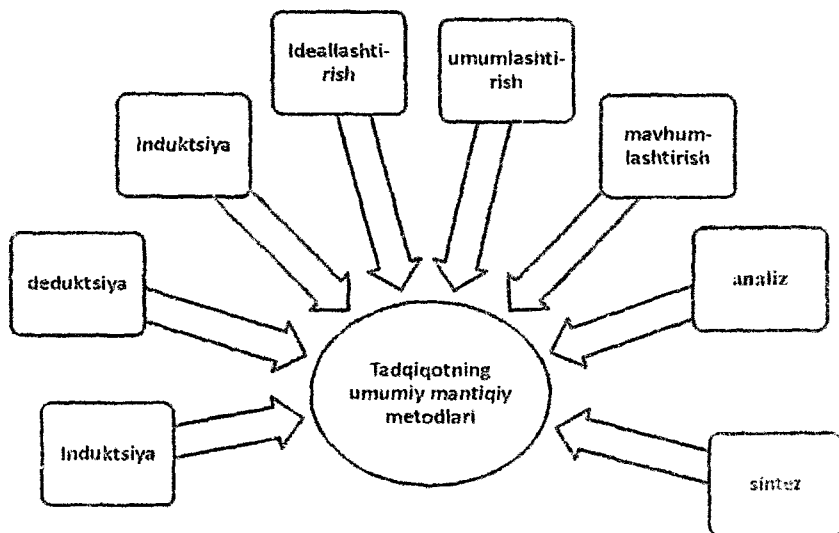 Ideallashti-
rish
umumlashti-
rish
Induktsiya
mavhum-
lashtirish
deduktsiya
analiz
Tadqiqotning
umumiy mantiqiy
metodlari
Induktsiya
sintez